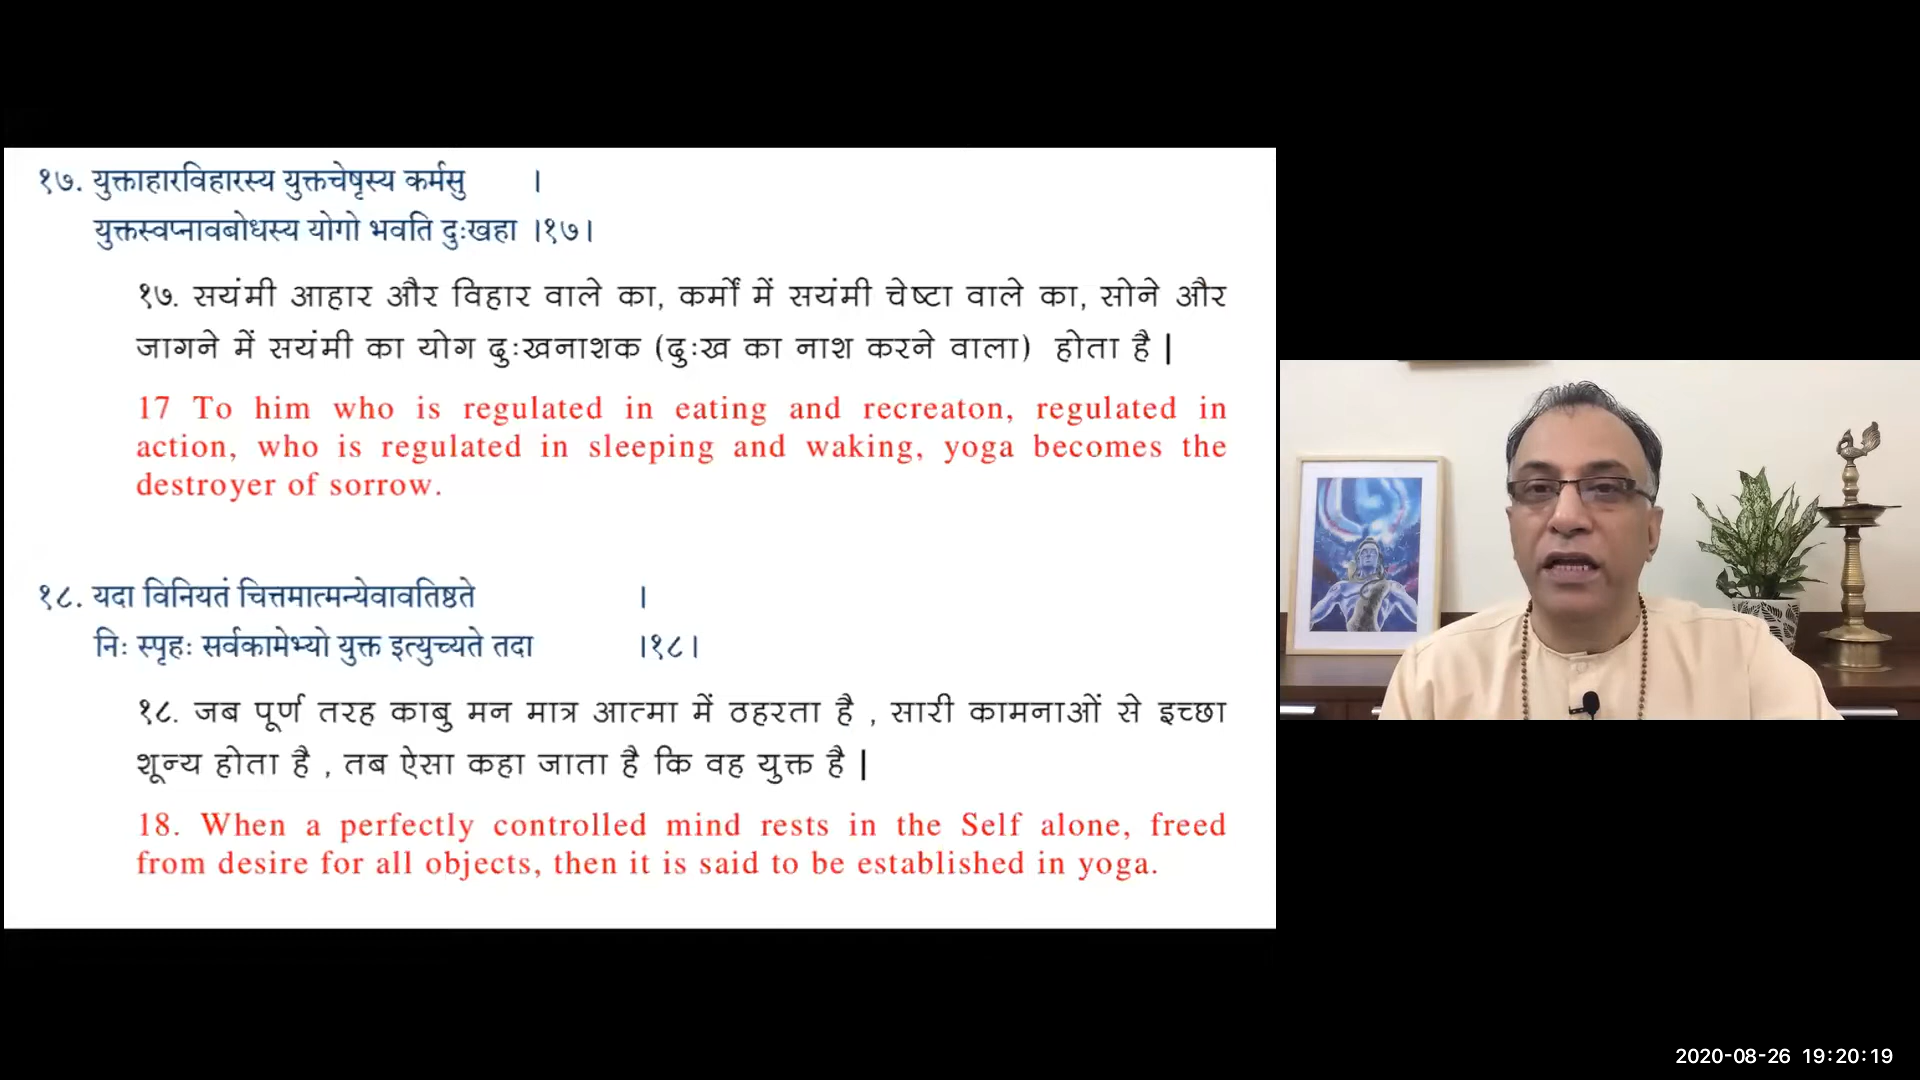 १७. युक्ताहारविहारस्य युक्तचेष्टस्य कर्मसु ।
युक्तस्वप्नावबोधस्य योगो भवति दुःखहा ।१७।
१७. सयंमी आहार और विहार वाले का, कर्मों में सयंमी चेष्टा वाले का, सोने और
जागने में सयंमी का योग दुःखनाशक (दुःख का नाश करने वाला) होता है |
17 To him who is regulated in eating and recreaton, regulated in
action, who is regulated in sleeping and waking, yoga becomes the
destroyer of sorrow.
१८. यदा विनियतं चित्तमात्मन्येवावतिष्ठते ।
निः स्पृहः सर्वकामेभ्यो युक्त इत्युच्यते तदा ।१८।
१८. जब पूर्ण तरह काबु मन मात्र आत्मा में ठहरता है , सारी कामनाओं से इच्छा
शून्य होता है , तब ऐसा कहा जाता है कि वह युक्त है |
18. When a perfectly controlled mind rests in the Self alone, freed
from desire for all objects, then it is said to be established in yoga.
2020-08-26 19:20:19